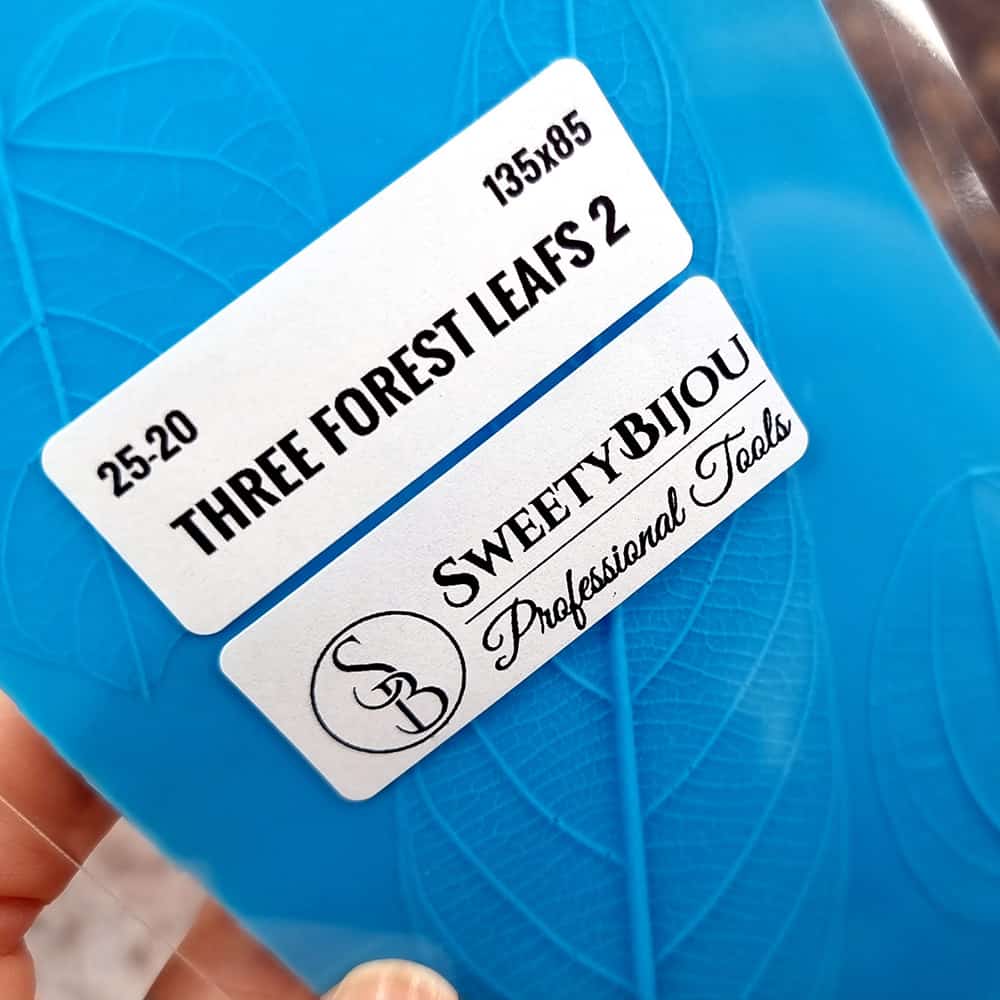 135x85
THREE FOREST LEAFS 2
25-20
SWEETYBIJOU
Professional Tools
SB